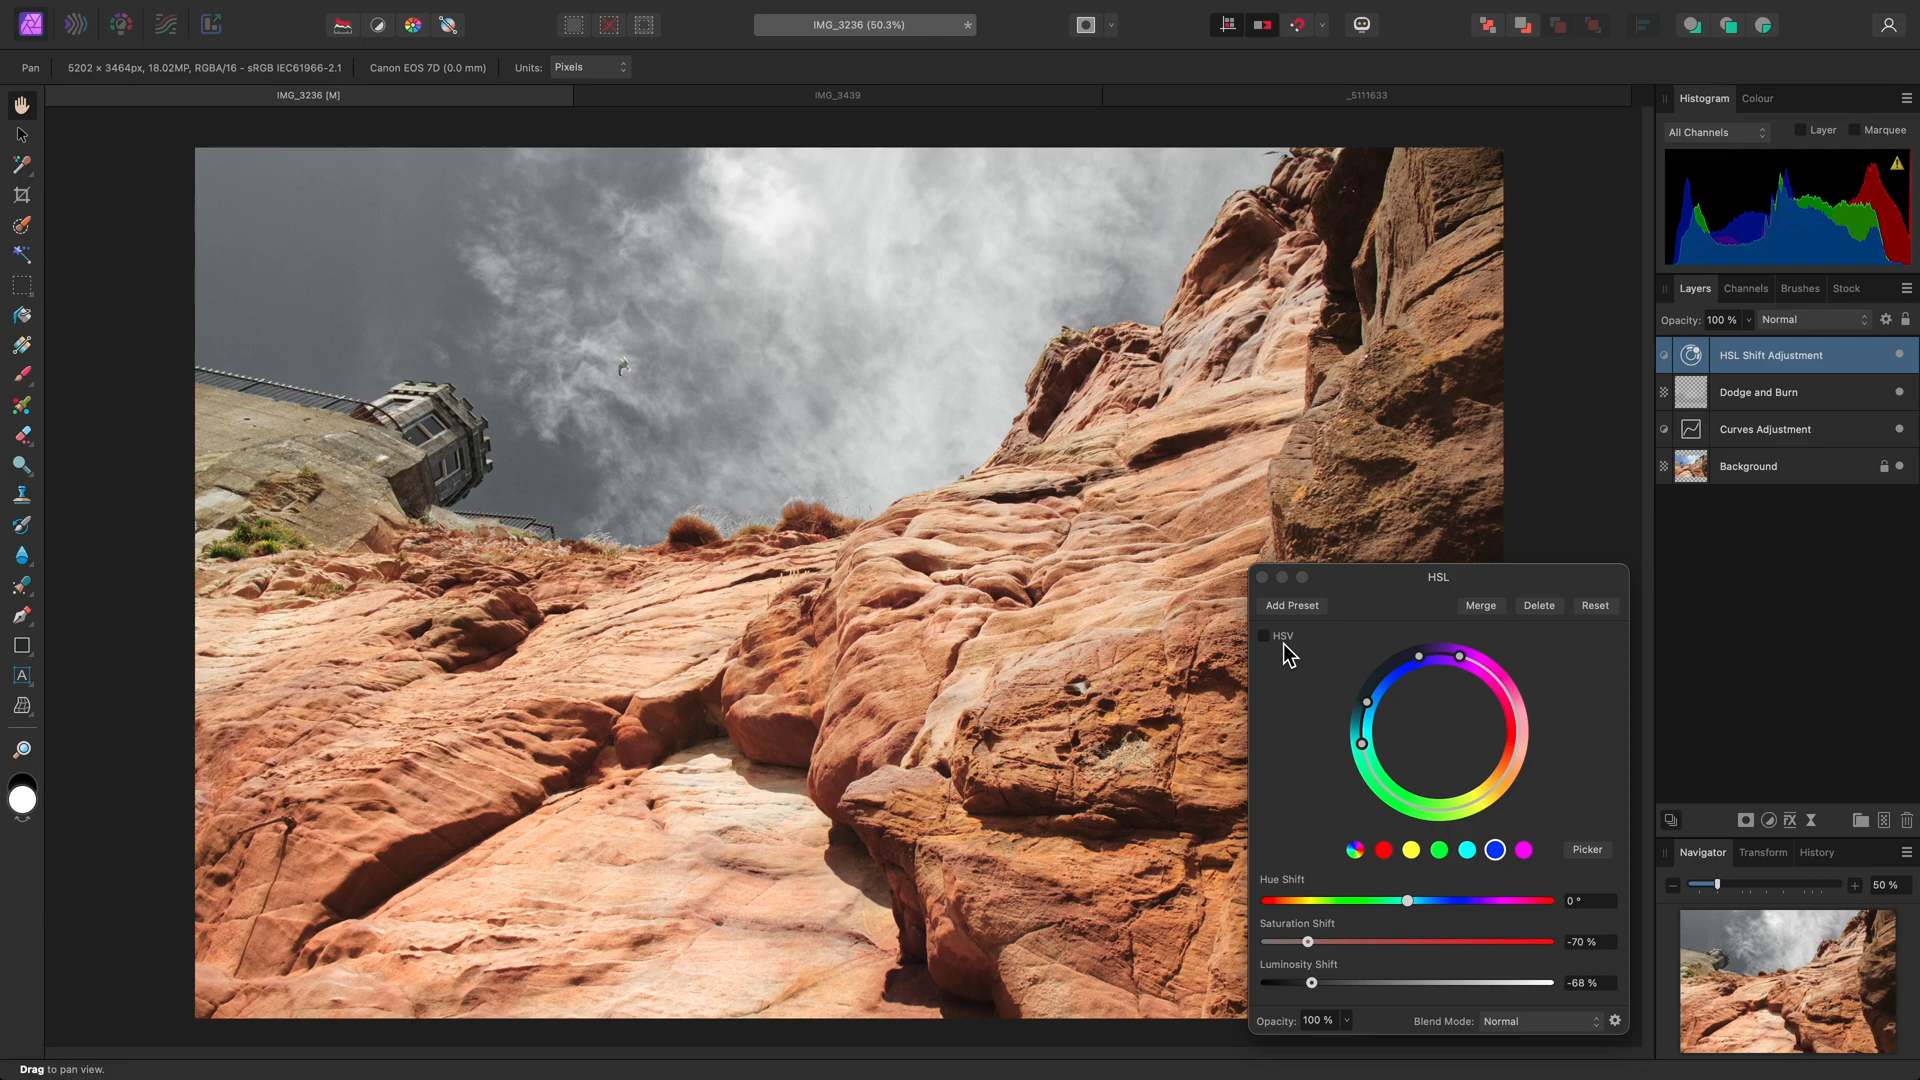 IMG_3236 (50.3%)
*
Pan
5202 × 3464px, 18.02MP, RGBA/16 - sRGB IEC61966-2.1
Canon EOS 7D (0.0 mm)
Units:
Pixels
IMG_3236 [M]
IMG_3439
_5111633
Histogram
Colour
All Channels
Layer
Marquee
Layers
Channels
Brushes
Stock
Opacity:
100 %
Normal
HSL Shift Adjustment
Dodge and Burn
Curves Adjustment
Background
FX
HSL
Add Preset
Merge
Delete
Reset
HSV
Picker
Hue Shift
0 °
Saturation Shift
-70 %
Luminosity Shift
-68 %
Opacity:
100 %
Blend Mode:
Normal
Navigator
Transform
History
50 %
A
Drag to pan view.